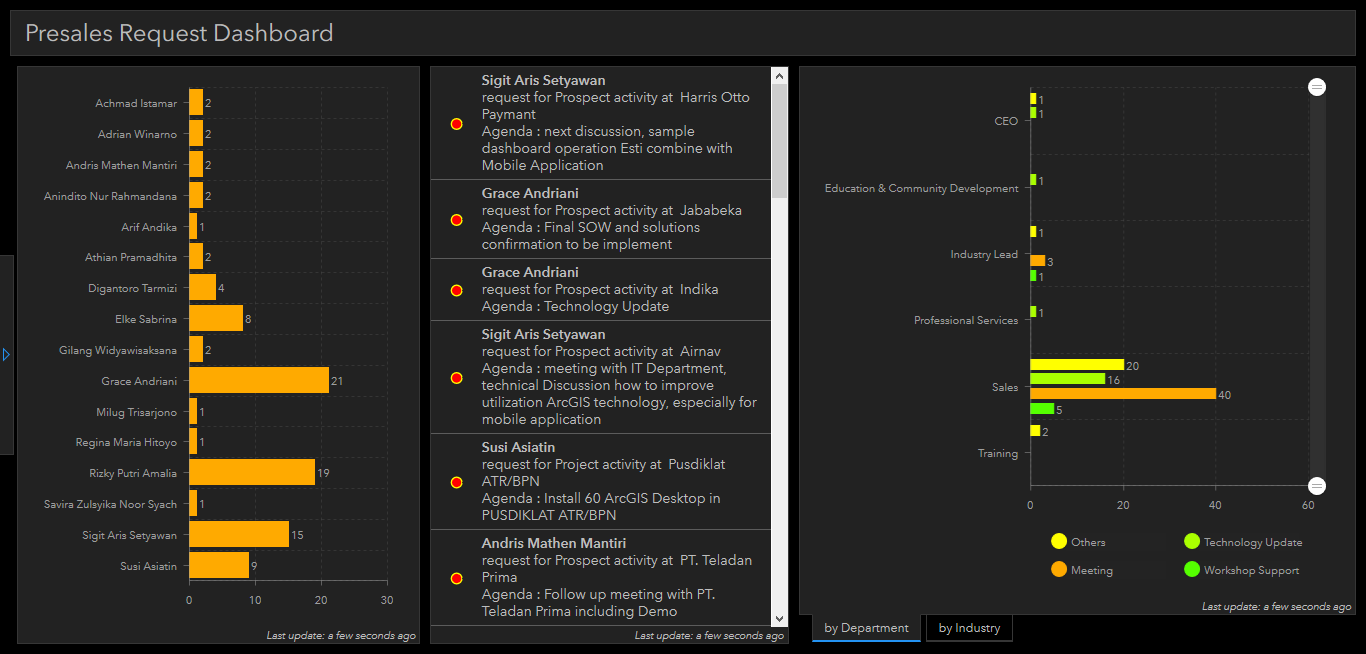 Presales Request Dashboard
Achmad Istamar 2
Adrian Winarno 2
Andris Mathen Mantiri 2
Anindito Nur Rahmandana 2
Arif Andika 1
Athian Pramadhita 2
Digantoro Tarmizi 4
Elke Sabrina 8
Gilang Widyawisaksana 2
Grace Andriani 21
Milug Trisarjono 1
Regina Maria Hitoyo 1
Rizky Putri Amalia 19
Savira Zulsyika Noor Syach 1
Sigit Aris Setyawan 15
Susi Asiatin 9
0 10 20 30
Last update: a few seconds ago
Sigit Aris Setyawan
request for Prospect activity at Harris Otto
Paymant
Agenda : next discussion, sample
dashboard operation Esti combine with
Mobile Application
Grace Andriani
request for Prospect activity at Jababeka
Agenda : Final SOW and solutions
confirmation to be implement
Grace Andriani
request for Prospect activity at Indika
Agenda : Technology Update
Sigit Aris Setyawan
request for Prospect activity at Airnav
Agenda : meeting with IT Department,
technical Discussion how to improve
utilization ArcGIS technology, especially for
mobile application
Susi Asiatin
request for Project activity at Pusdiklat
ATR/BPN
Agenda : Install 60 ArcGIS Desktop in
PUSDIKLAT ATR/BPN
Andris Mathen Mantiri
request for Prospect activity at PT. Teladan
Prima
Agenda : Follow up meeting with PT.
Teladan Prima including Demo
Last update: a few seconds ago
1
1
CEO
1
Education & Community Development
1
Industry Lead
3
1
1
Professional Services
20
16
Sales
40
5
2
Training
0 20 40 60
Others Technology Update
Meeting Workshop Support
Last update: a few seconds ago
by Department by Industry